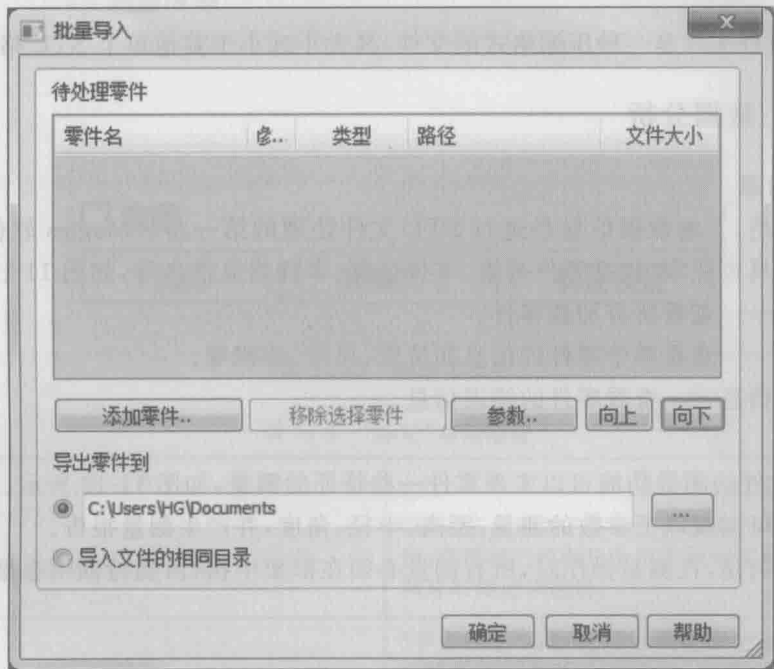 批量导入
待处理零件
零件名 修.. 类型 路径 文件大小
添加零件.. 移除选择零件 参数.. 向上 向下
导出零件到
C:\Users\HG\Documents ...
导入文件的相同目录
确定 取消 帮助